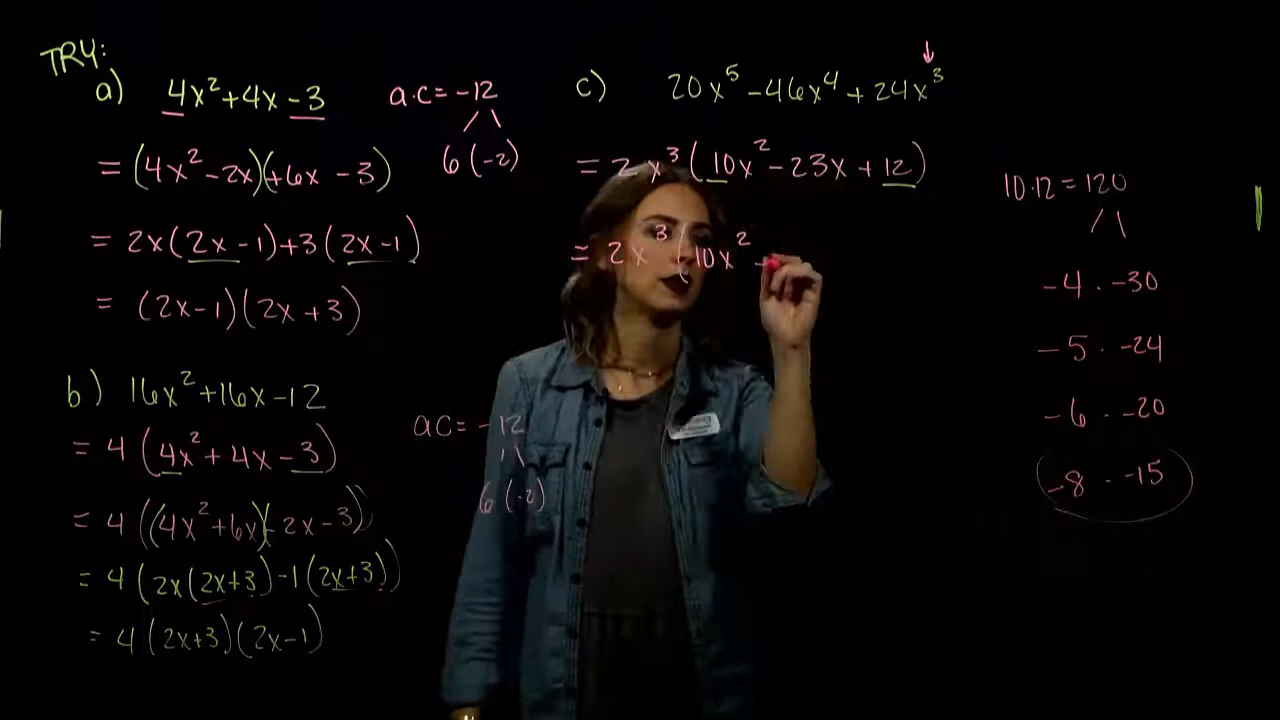 TRY:
a) 4x² + 4x - 3
a·c = -12
6 (-2)
= (4x² - 2x)(+6x - 3)
= 2x(2x - 1) + 3(2x - 1)
= (2x - 1)(2x + 3)
b) 16x² + 16x - 12
= 4(4x² + 4x - 3)
ac = -12
6 (-2)
= 4((4x² + 6x)(-2x - 3))
= 4(2x(2x+3) - 1(2x+3))
= 4(2x+3)(2x-1)
c) 20x⁵ - 46x⁴ + 24x³
= 2x³(10x² - 23x + 12)
= 2x³(10x² -
10·12 = 120
-4 · -30
-5 · -24
-6 · -20
-8 · -15